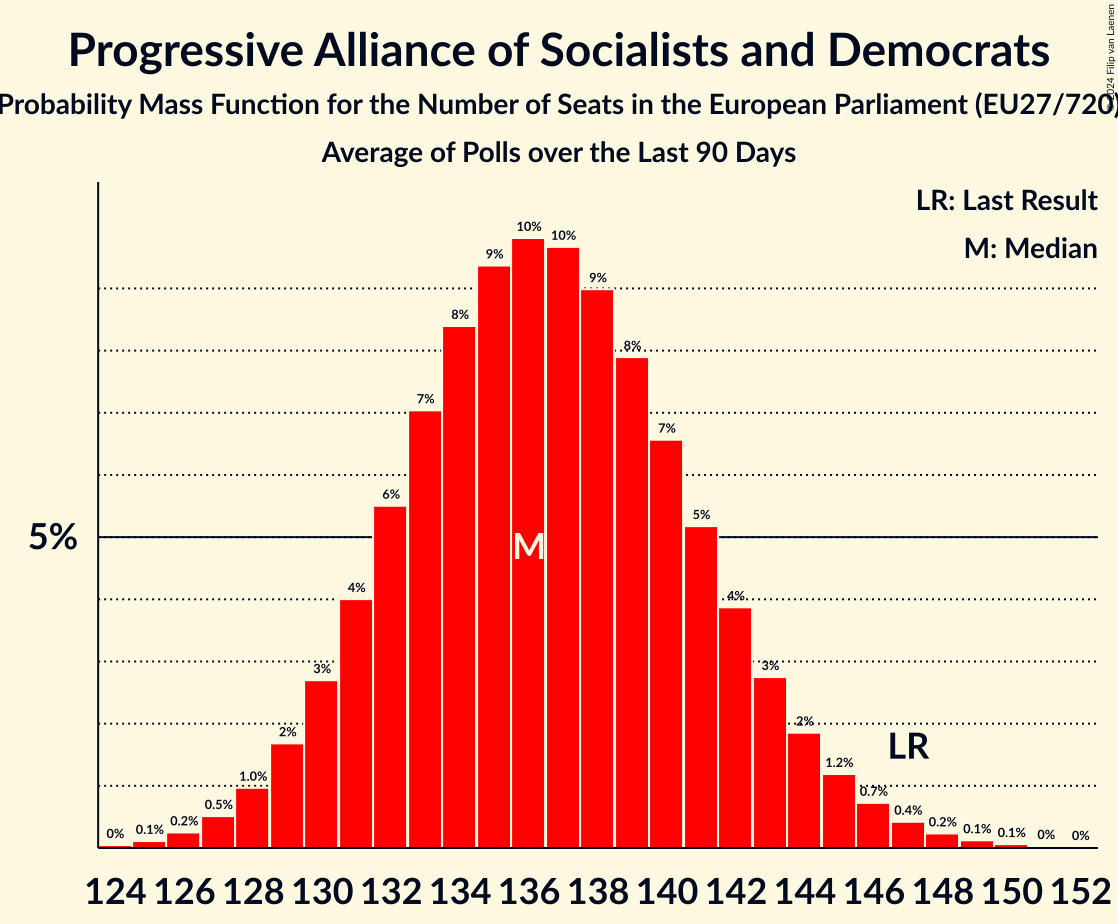 Progressive Alliance of Socialists and Democrats
Probability Mass Function for the Number of Seats in the European Parliament (EU27/720)
Average of Polls over the Last 90 Days
© 2024 Filip van Laenen
LR: Last Result
M: Median
5%
0% 0.1% 0.2% 0.5% 1.0% 2% 3% 4% 6% 7% 8% 9% 10% 10% 9% 8% 7% 5% 4% 3% 2% 1.2% 0.7% 0.4% 0.2% 0.1% 0.1% 0% 0%
M
LR
124 126 128 130 132 134 136 138 140 142 144 146 148 150 152